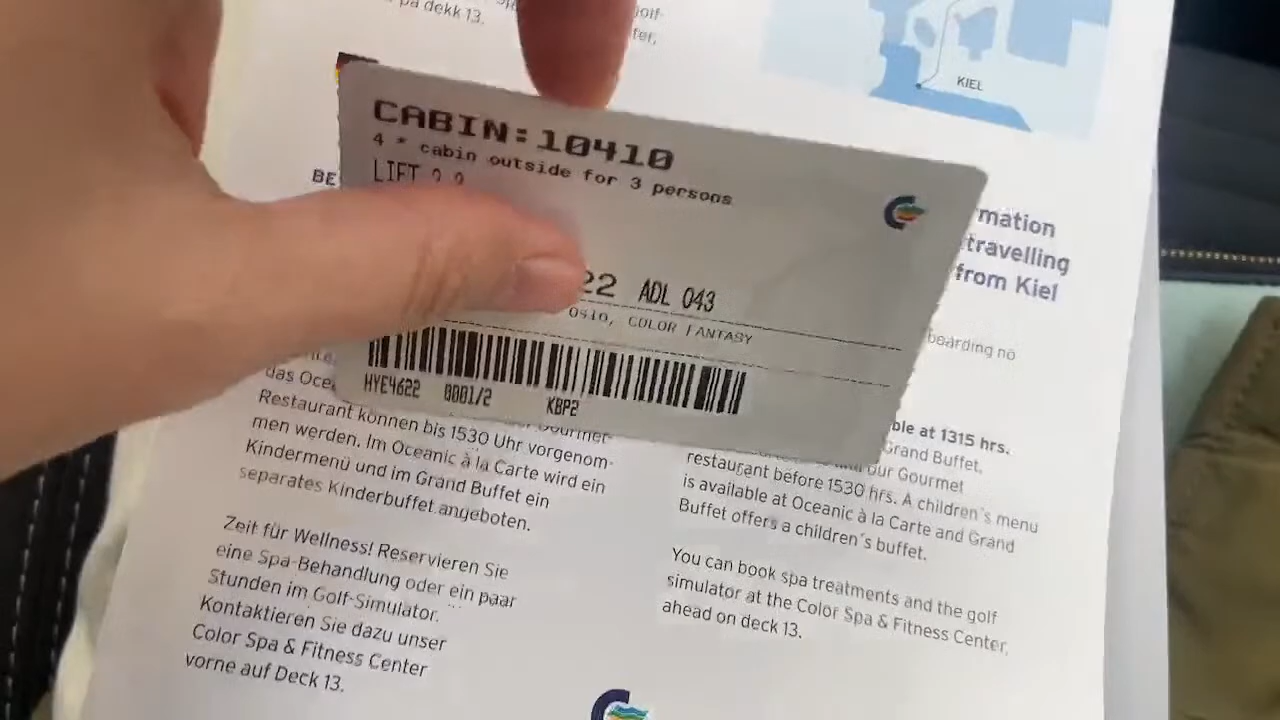 pa dekk 13.
KIEL
CABIN:10410
4 * cabin outside for 3 persons
LIFT
22 ADL 043
Oslo, COLOR FANTASY
HYE4622 0001/2 KBP2
BE
das Oce
Restaurant können bis 1530 Uhr vorgenom-
men werden. Im Oceanic à la Carte wird ein
Kindermenü und im Grand Buffet ein
separates Kinderbuffet angeboten.
Zeit für Wellness! Reservieren Sie
eine Spa-Behandlung oder ein paar
Stunden im Golf-Simulator.
Kontaktieren Sie dazu unser
Color Spa & Fitness Center
vorne auf Deck 13.
rmation
travelling
from Kiel
boarding no
ble at 1315 hrs.
Grand Buffet,
our Gourmet
restaurant before 1530 hrs. A children´s menu
is available at Oceanic à la Carte and Grand
Buffet offers a children´s buffet.
You can book spa treatments and the golf
simulator at the Color Spa & Fitness Center,
ahead on deck 13.